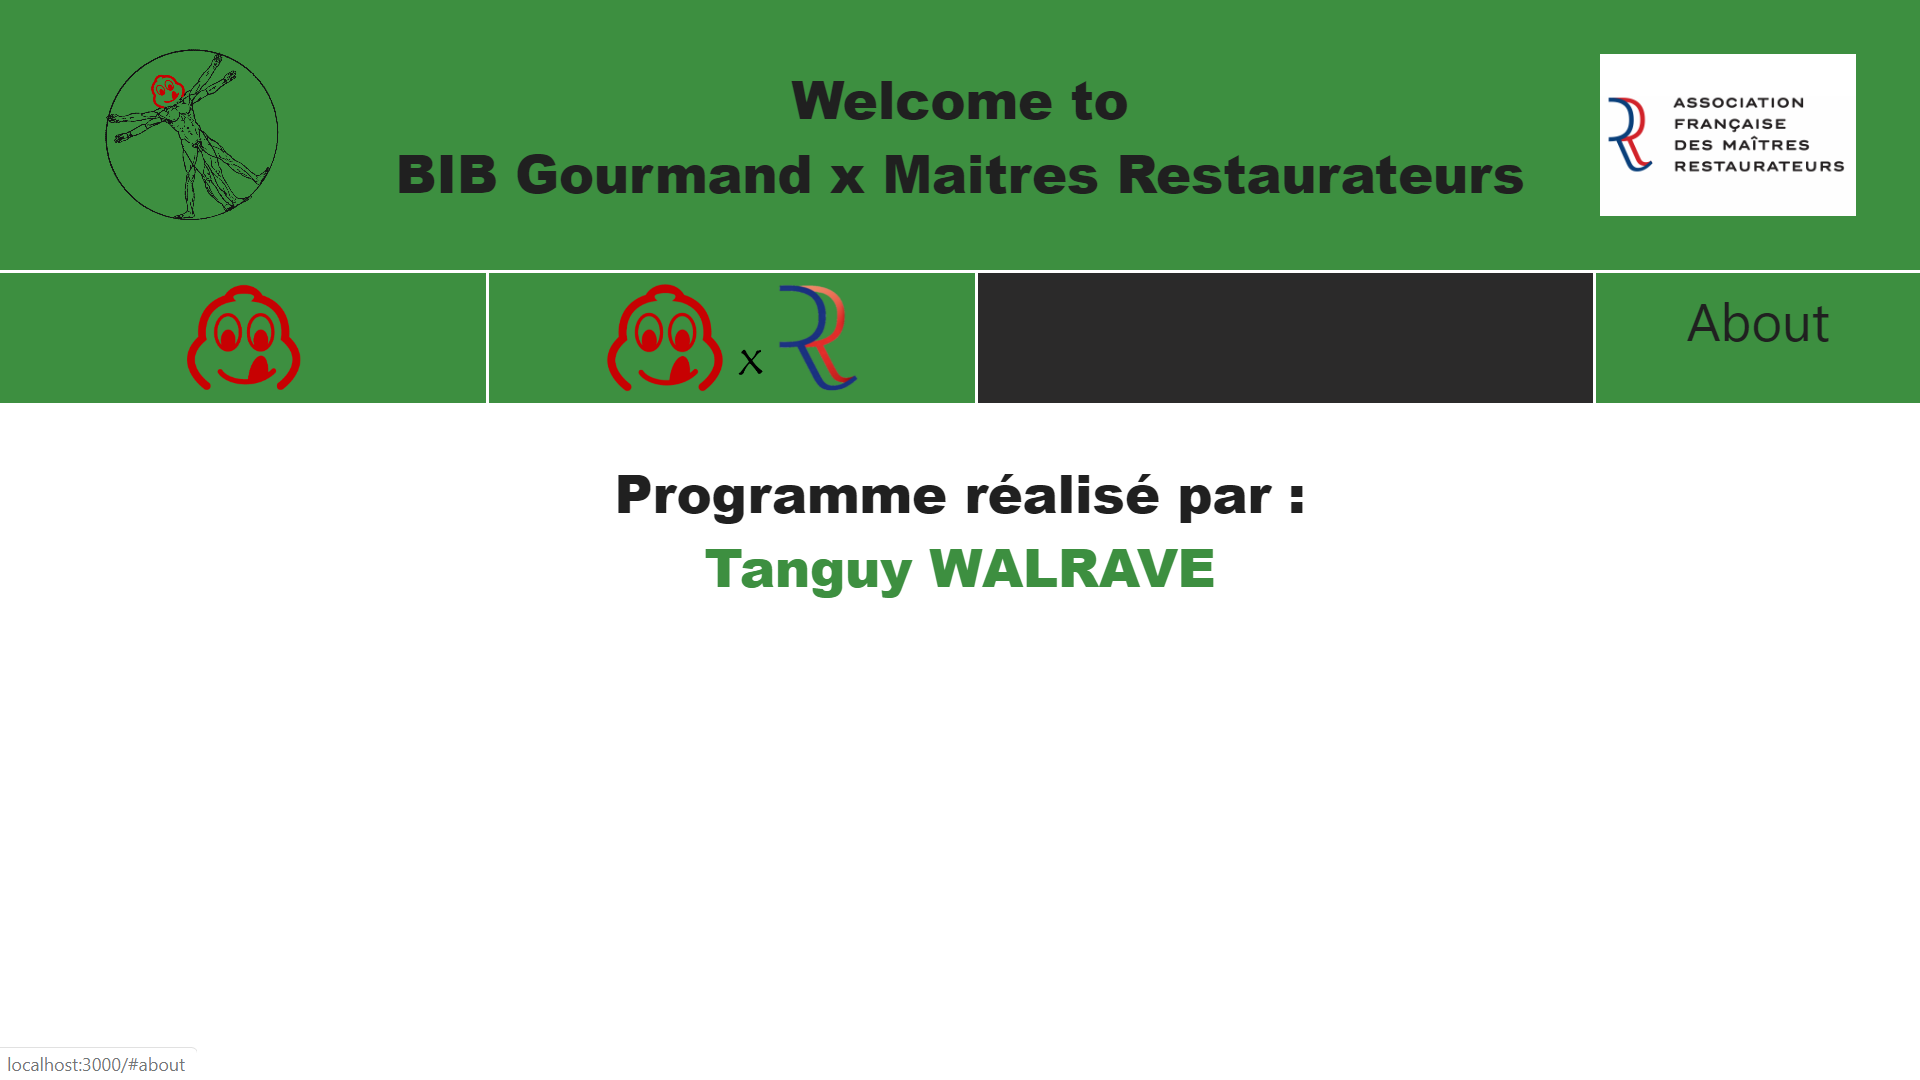 Welcome to
BIB Gourmand x Maitres Restaurateurs
ASSOCIATION
FRANÇAISE
DES MAÎTRES
RESTAURATEURS
x
About
Programme réalisé par :
Tanguy WALRAVE
localhost:3000/#about